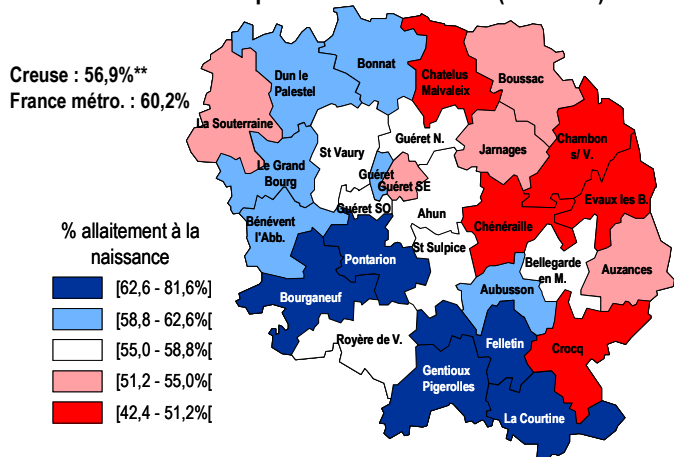 Creuse : 56,9%**
France métro. : 60,2%
Dun le
Palestel
Bonnat
Chatelus
Malvaleix
Boussac
La Souterraine
Guéret N.
St Vaury
Jarnages
Chambon
s/ V.
Le Grand
Bourg
Guéret
Guéret SE
Evaux les B.
Guéret SO
Ahun
Chénéraille
Bénévent
l'Abb.
St Sulpice
Pontarion
Bellegarde
en M.
Auzances
Bourganeuf
Aubusson
Royère de V.
Felletin
Crocq
Gentioux
Pigerolles
La Courtine
% allaitement à la
naissance
[62,6 - 81,6%[
[58,8 - 62,6%[
[55,0 - 58,8%[
[51,2 - 55,0%[
[42,4 - 51,2%[